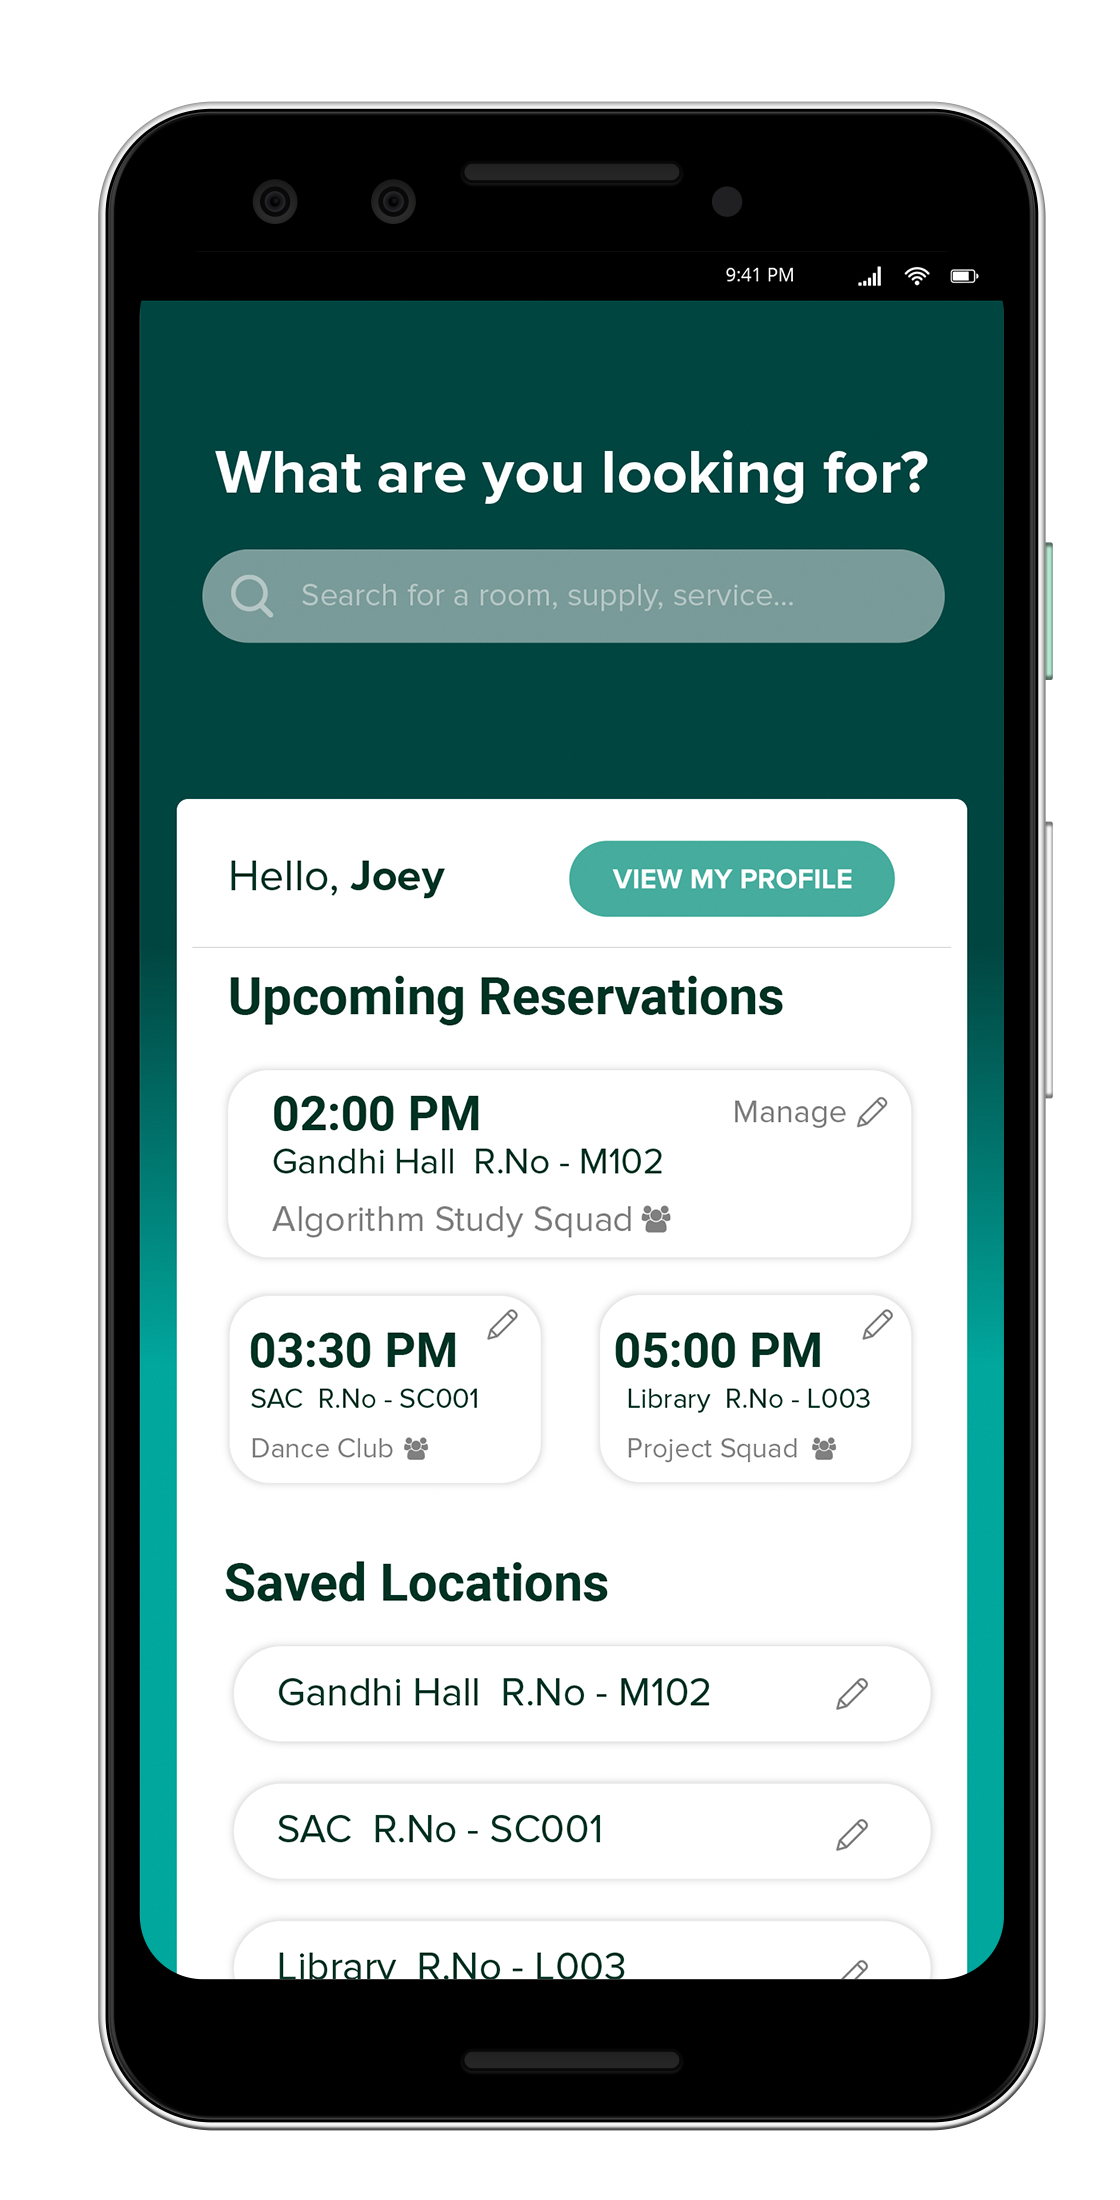 9:41 PM
What are you looking for?
Search for a room, supply, service...
Hello, Joey
VIEW MY PROFILE
Upcoming Reservations
02:00 PM
Manage
Gandhi Hall R.No - M102
Algorithm Study Squad
03:30 PM
SAC R.No - SC001
Dance Club
05:00 PM
Library R.No - L003
Project Squad
Saved Locations
Gandhi Hall R.No - M102
SAC R.No - SC001
Library R.No - L003